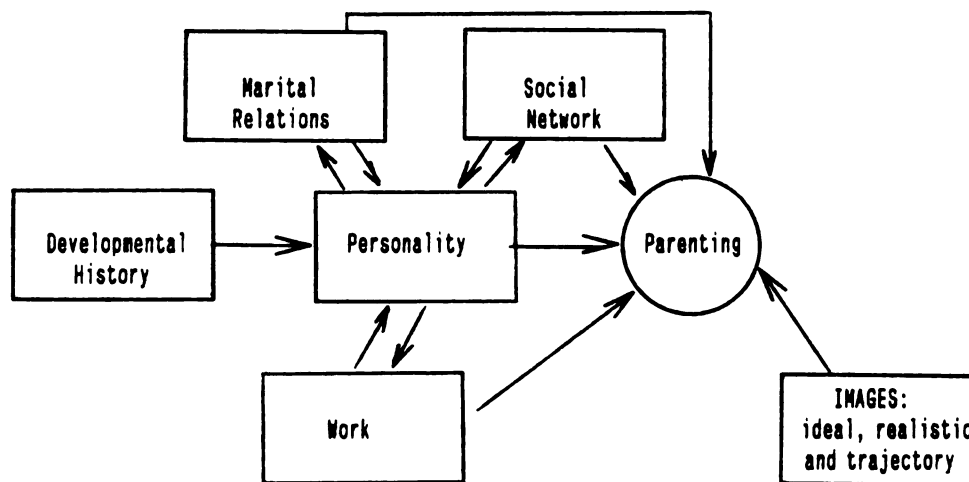 Marital
Relations
Social
Network
Developmental
History
Personality
Parenting
Work
IMAGES:
ideal, realistic
and trajectory